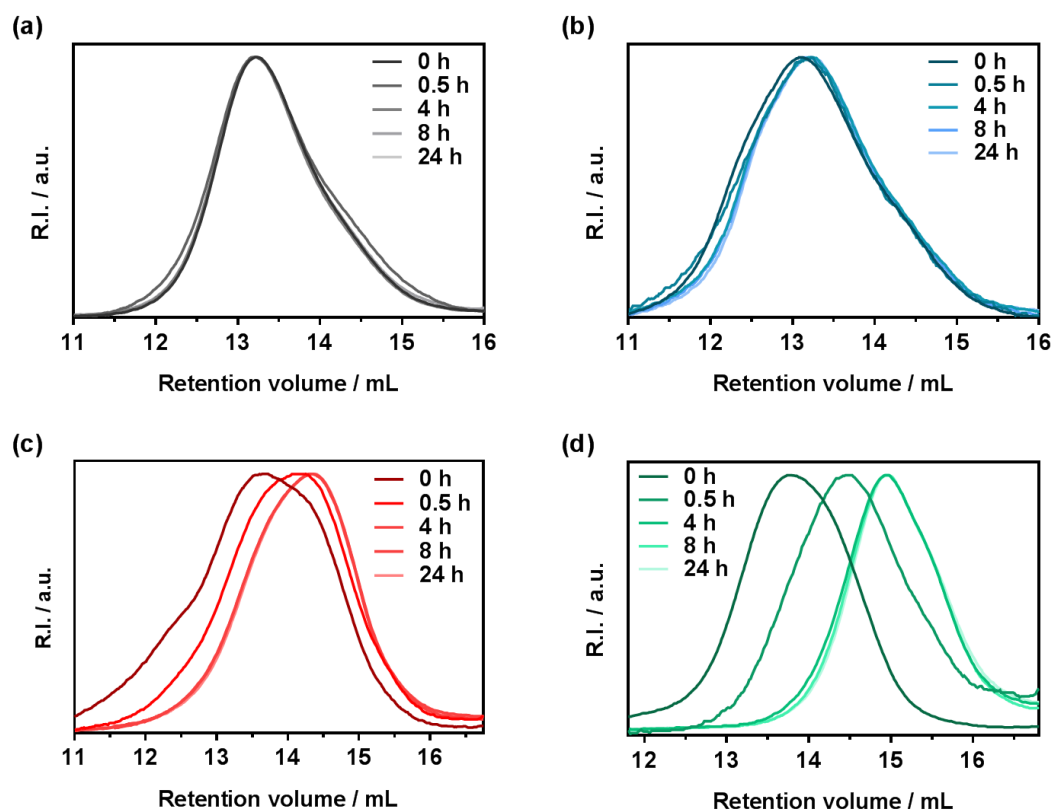 (a)
R.I. / a.u.
0 h
0.5 h
4 h
8 h
24 h
11 12 13 14 15 16
Retention volume / mL
(b)
R.I. / a.u.
0 h
0.5 h
4 h
8 h
24 h
11 12 13 14 15 16
Retention volume / mL
(c)
R.I. / a.u.
0 h
0.5 h
4 h
8 h
24 h
11 12 13 14 15 16
Retention volume / mL
(d)
R.I. / a.u.
0 h
0.5 h
4 h
8 h
24 h
12 13 14 15 16
Retention volume / mL